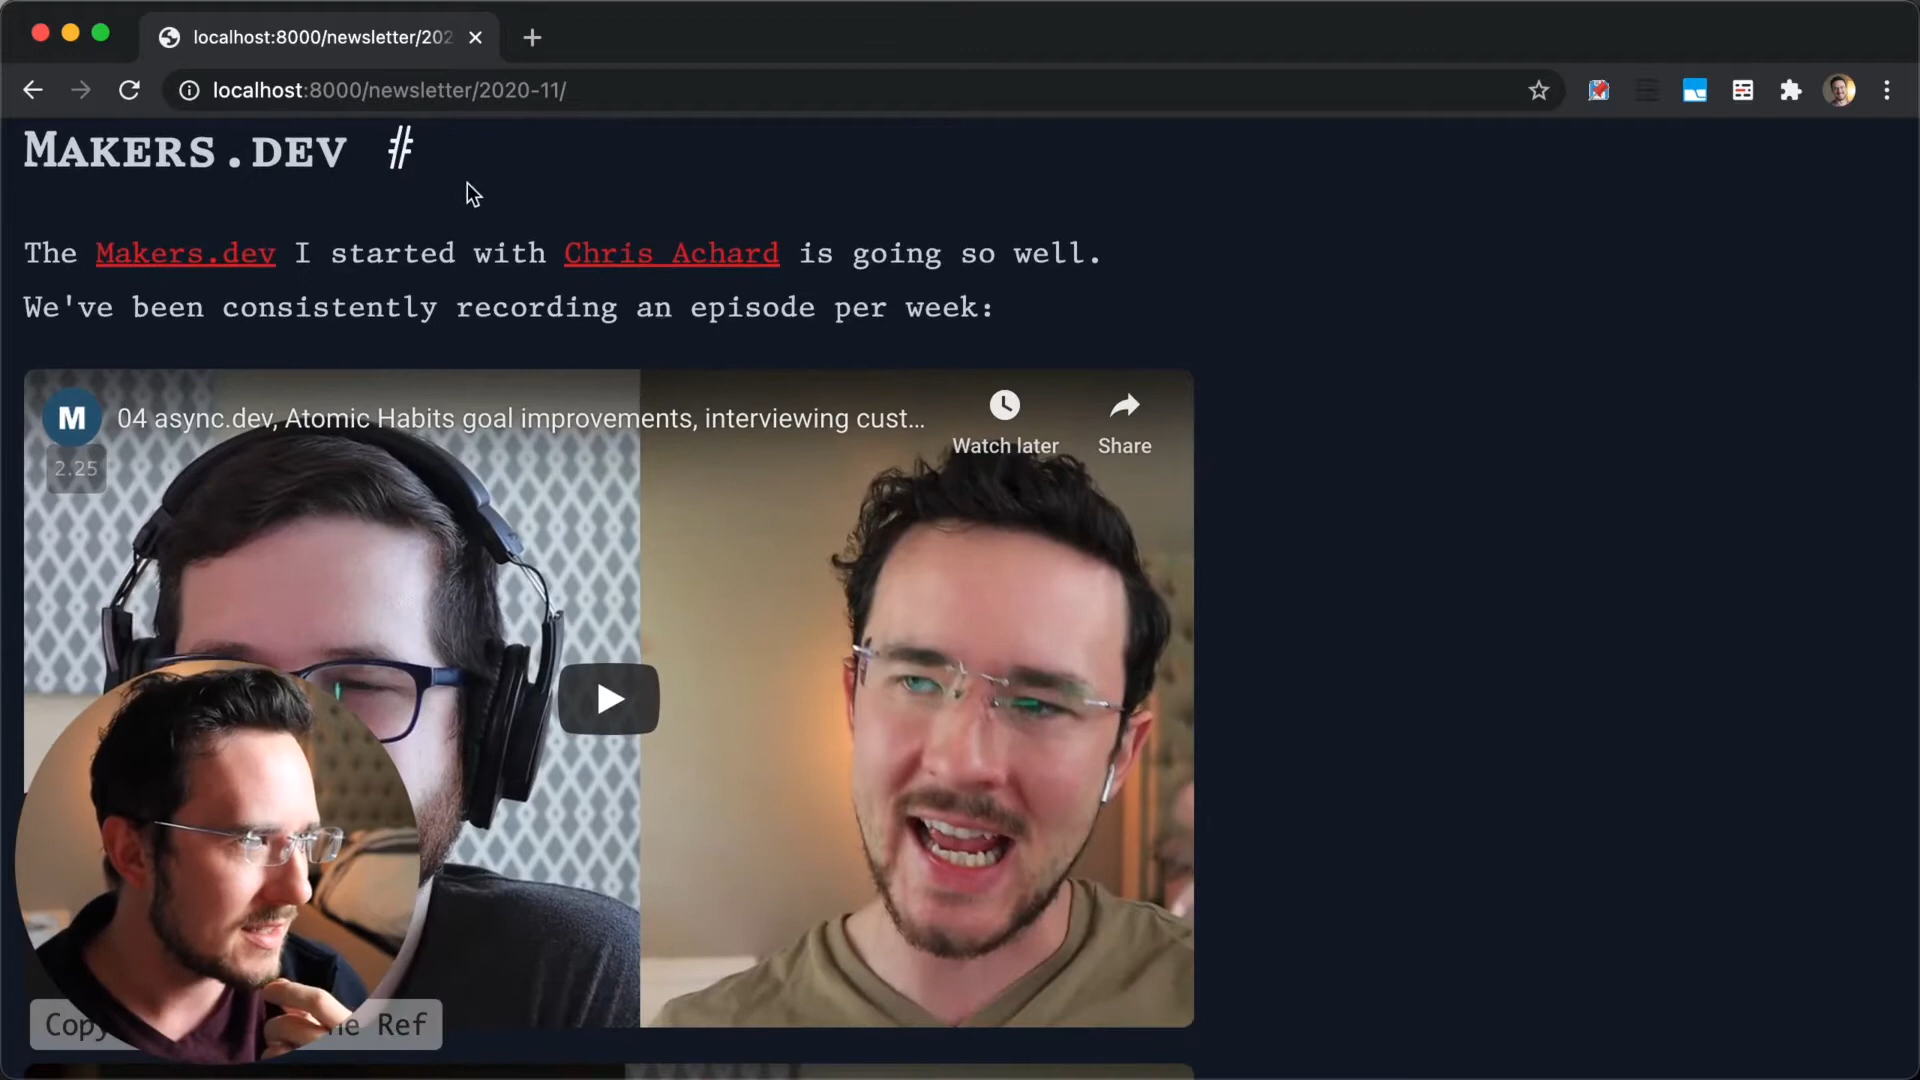 localhost:8000/newsletter/202
localhost:8000/newsletter/2020-11/
Makers.dev #
The Makers.dev I started with Chris Achard is going so well.
We've been consistently recording an episode per week:
M
04 async.dev, Atomic Habits goal improvements, interviewing cust...
Watch later
Share
2.25
Ref